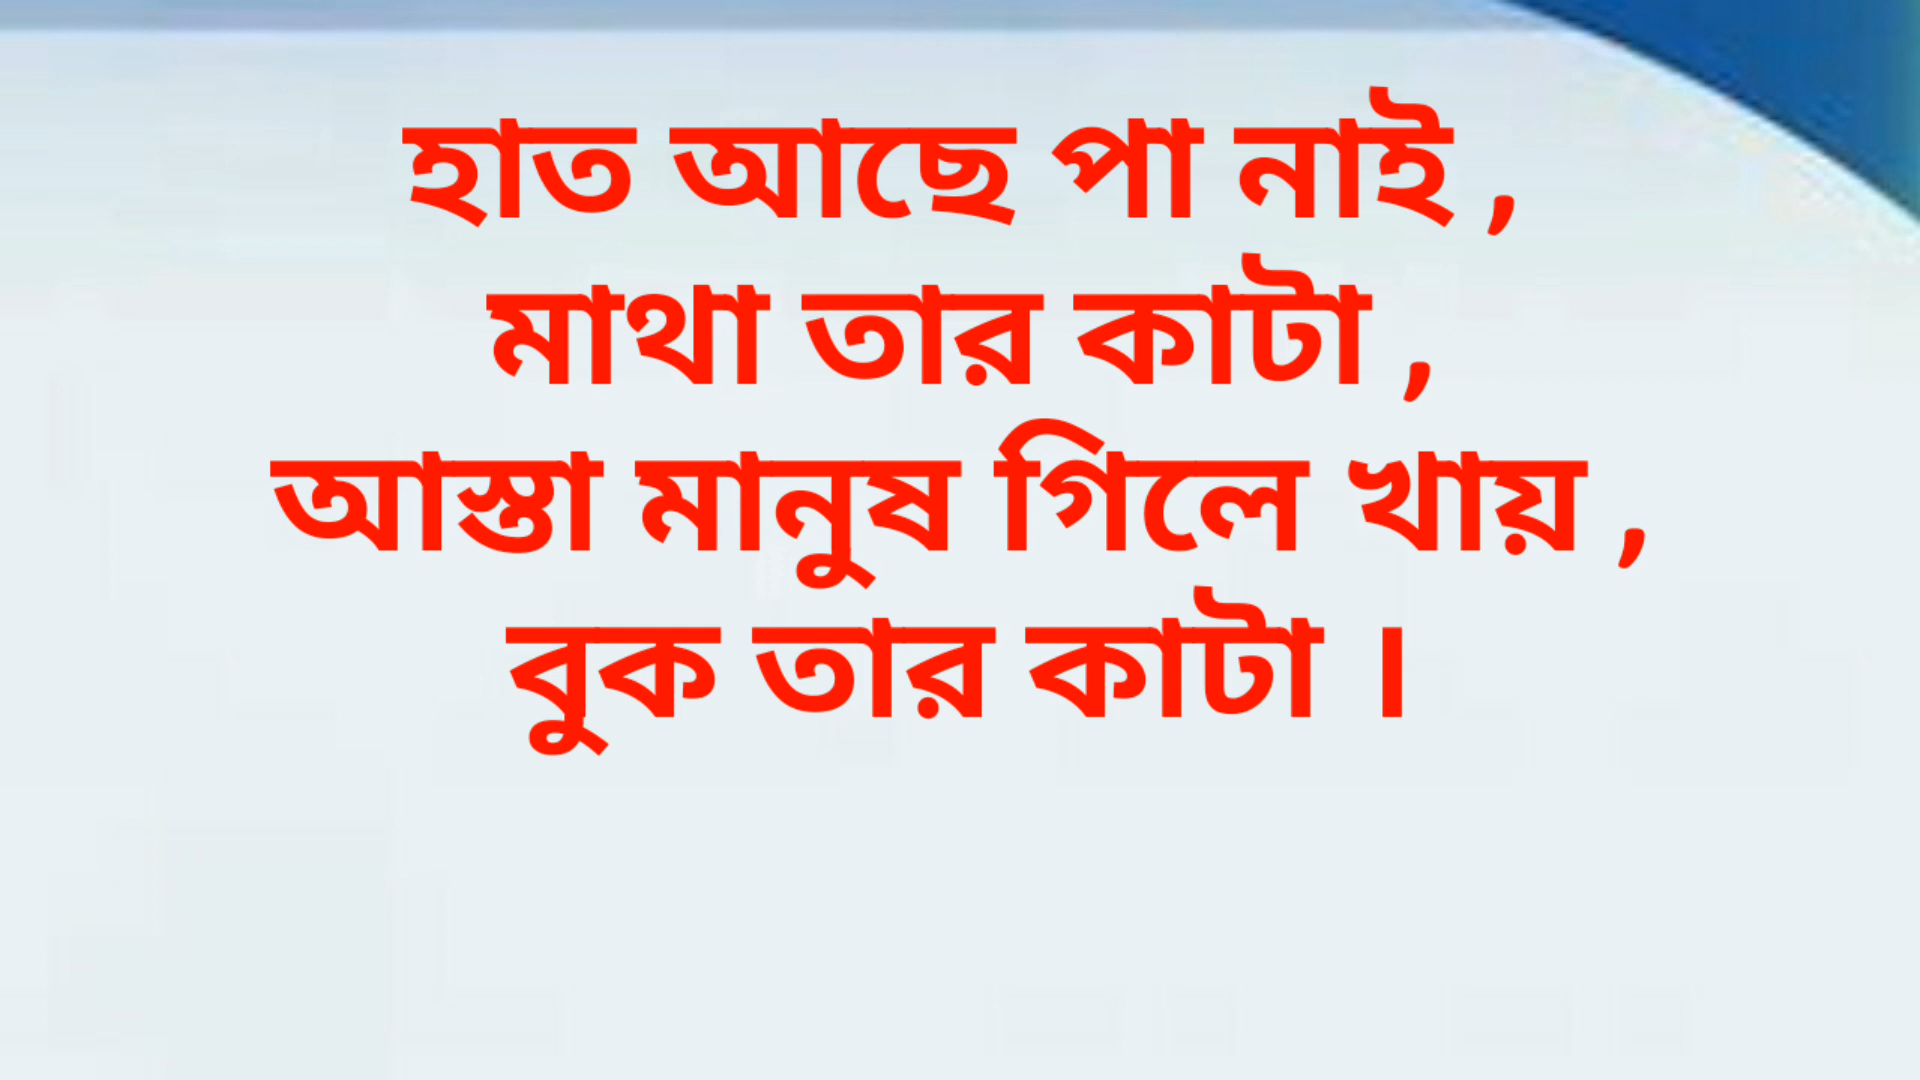 হাত আছে পা নাই ,
মাথা তার কাটা ,
আস্তা মানুষ গিলে খায় ,
বুক তার কাটা ।